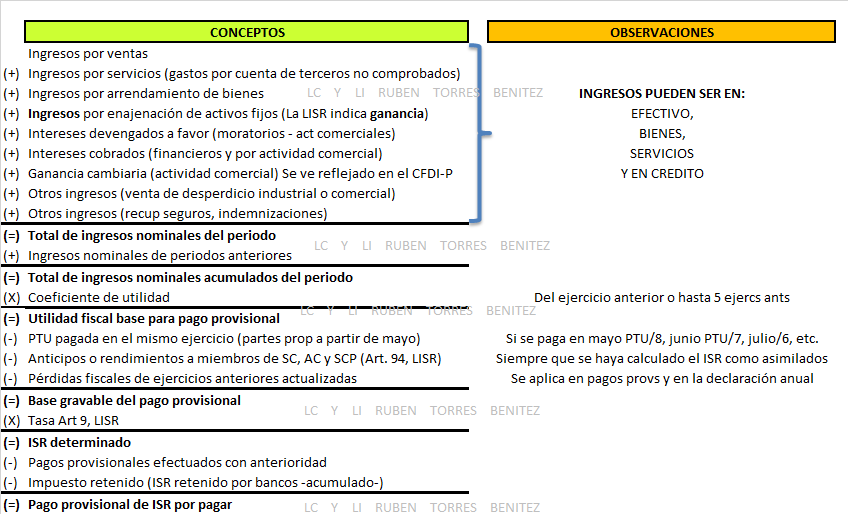 CONCEPTOS OBSERVACIONES
Ingresos por ventas
(+) Ingresos por servicios (gastos por cuenta de terceros no comprobados)
LC Y LI RUBEN TORRES BENITEZ
(+) Ingresos por arrendamiento de bienes INGRESOS PUEDEN SER EN:
(+) Ingresos por enajenación de activos fijos (La LISR indica ganancia) EFECTIVO,
(+) Intereses devengados a favor (moratorios - act comerciales) BIENES,
(+) Intereses cobrados (financieros y por actividad comercial) SERVICIOS
(+) Ganancia cambiaria (actividad comercial) Se ve reflejado en el CFDI-P Y EN CREDITO
(+) Otros ingresos (venta de desperdicio industrial o comercial)
(+) Otros ingresos (recup seguros, indemnizaciones)
(=) Total de ingresos nominales del periodo
LC Y LI RUBEN TORRES BENITEZ
(+) Ingresos nominales de periodos anteriores
(=) Total de ingresos nominales acumulados del periodo
(X) Coeficiente de utilidad Del ejercicio anterior o hasta 5 ejercs ants
LC Y LI RUBEN TORRES BENITEZ
(=) Utilidad fiscal base para pago provisional
(-) PTU pagada en el mismo ejercicio (partes prop a partir de mayo) Si se paga en mayo PTU/8, junio PTU/7, julio/6, etc.
(-) Anticipos o rendimientos a miembros de SC, AC y SCP (Art. 94, LISR) Siempre que se haya calculado el ISR como asimilados
(-) Pérdidas fiscales de ejercicios anteriores actualizadas Se aplica en pagos provs y en la declaración anual
(=) Base gravable del pago provisional
LC Y LI RUBEN TORRES BENITEZ
(X) Tasa Art 9, LISR
(=) ISR determinado
(-) Pagos provisionales efectuados con anterioridad
(-) Impuesto retenido (ISR retenido por bancos -acumulado-)
(=) Pago provisional de ISR por pagar
LC Y LI RUBEN TORRES BENITEZ